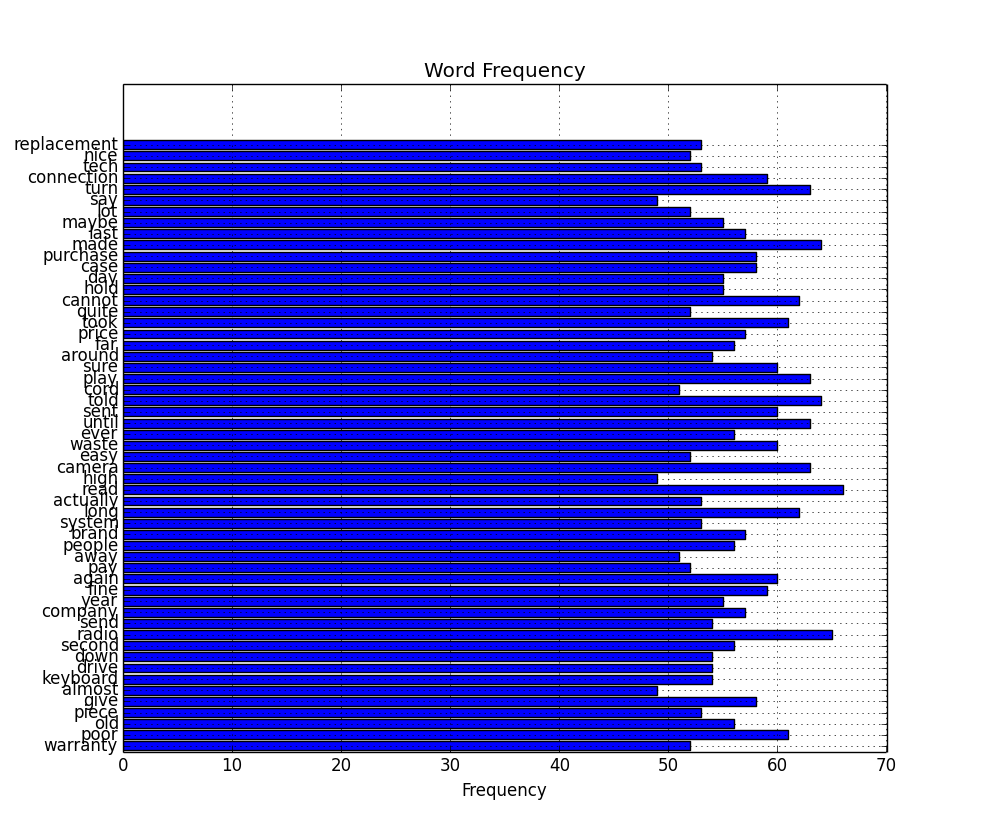 Word Frequency
replacement
nice
tech
connection
turn
say
lot
maybe
last
made
purchase
case
day
hold
cannot
quite
took
price
far
around
sure
play
cord
told
sent
until
ever
waste
easy
camera
high
read
actually
long
system
brand
people
away
pay
again
fine
year
company
send
radio
second
down
drive
keyboard
almost
give
piece
old
poor
warranty
0 10 20 30 40 50 60 70
Frequency